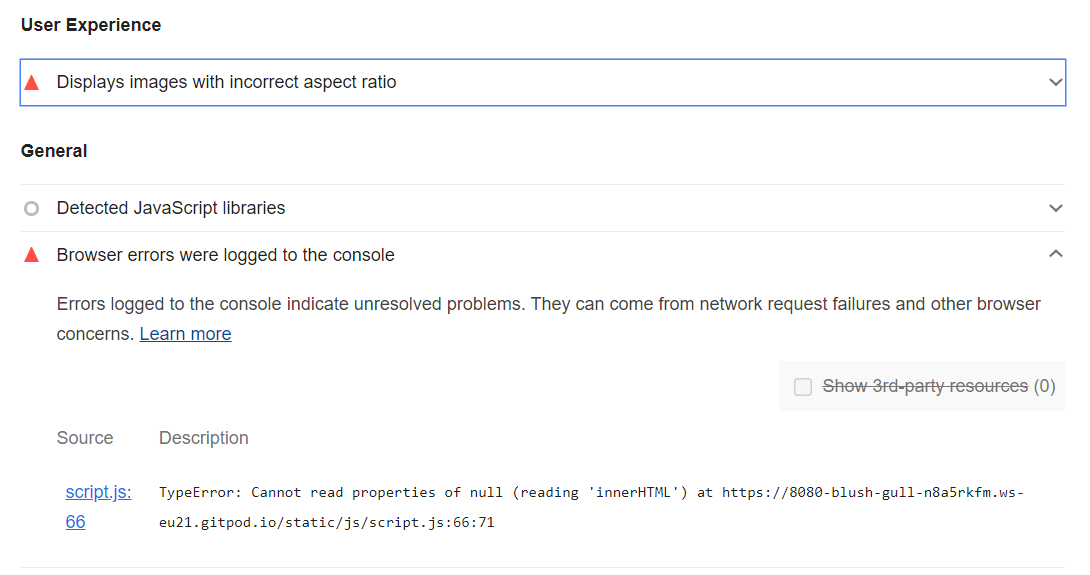 User Experience
Displays images with incorrect aspect ratio
General
Detected JavaScript libraries
Browser errors were logged to the console
Errors logged to the console indicate unresolved problems. They can come from network request failures and other browser
concerns. Learn more
Show 3rd-party resources (0)
Source Description
script.js: TypeError: Cannot read properties of null (reading 'innerHTML') at https://8080-blush-gull-n8a5rkfm.ws-
66 eu21.gitpod.io/static/js/script.js:66:71